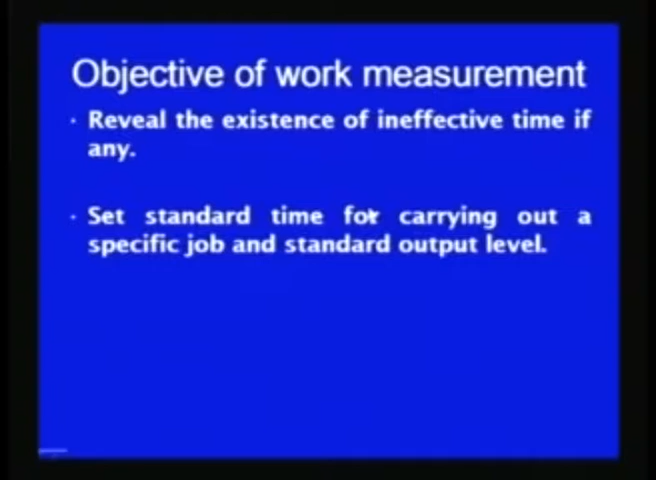 Objective of work measurement
· Reveal the existence of ineffective time if
any.
· Set standard time for carrying out a
specific job and standard output level.